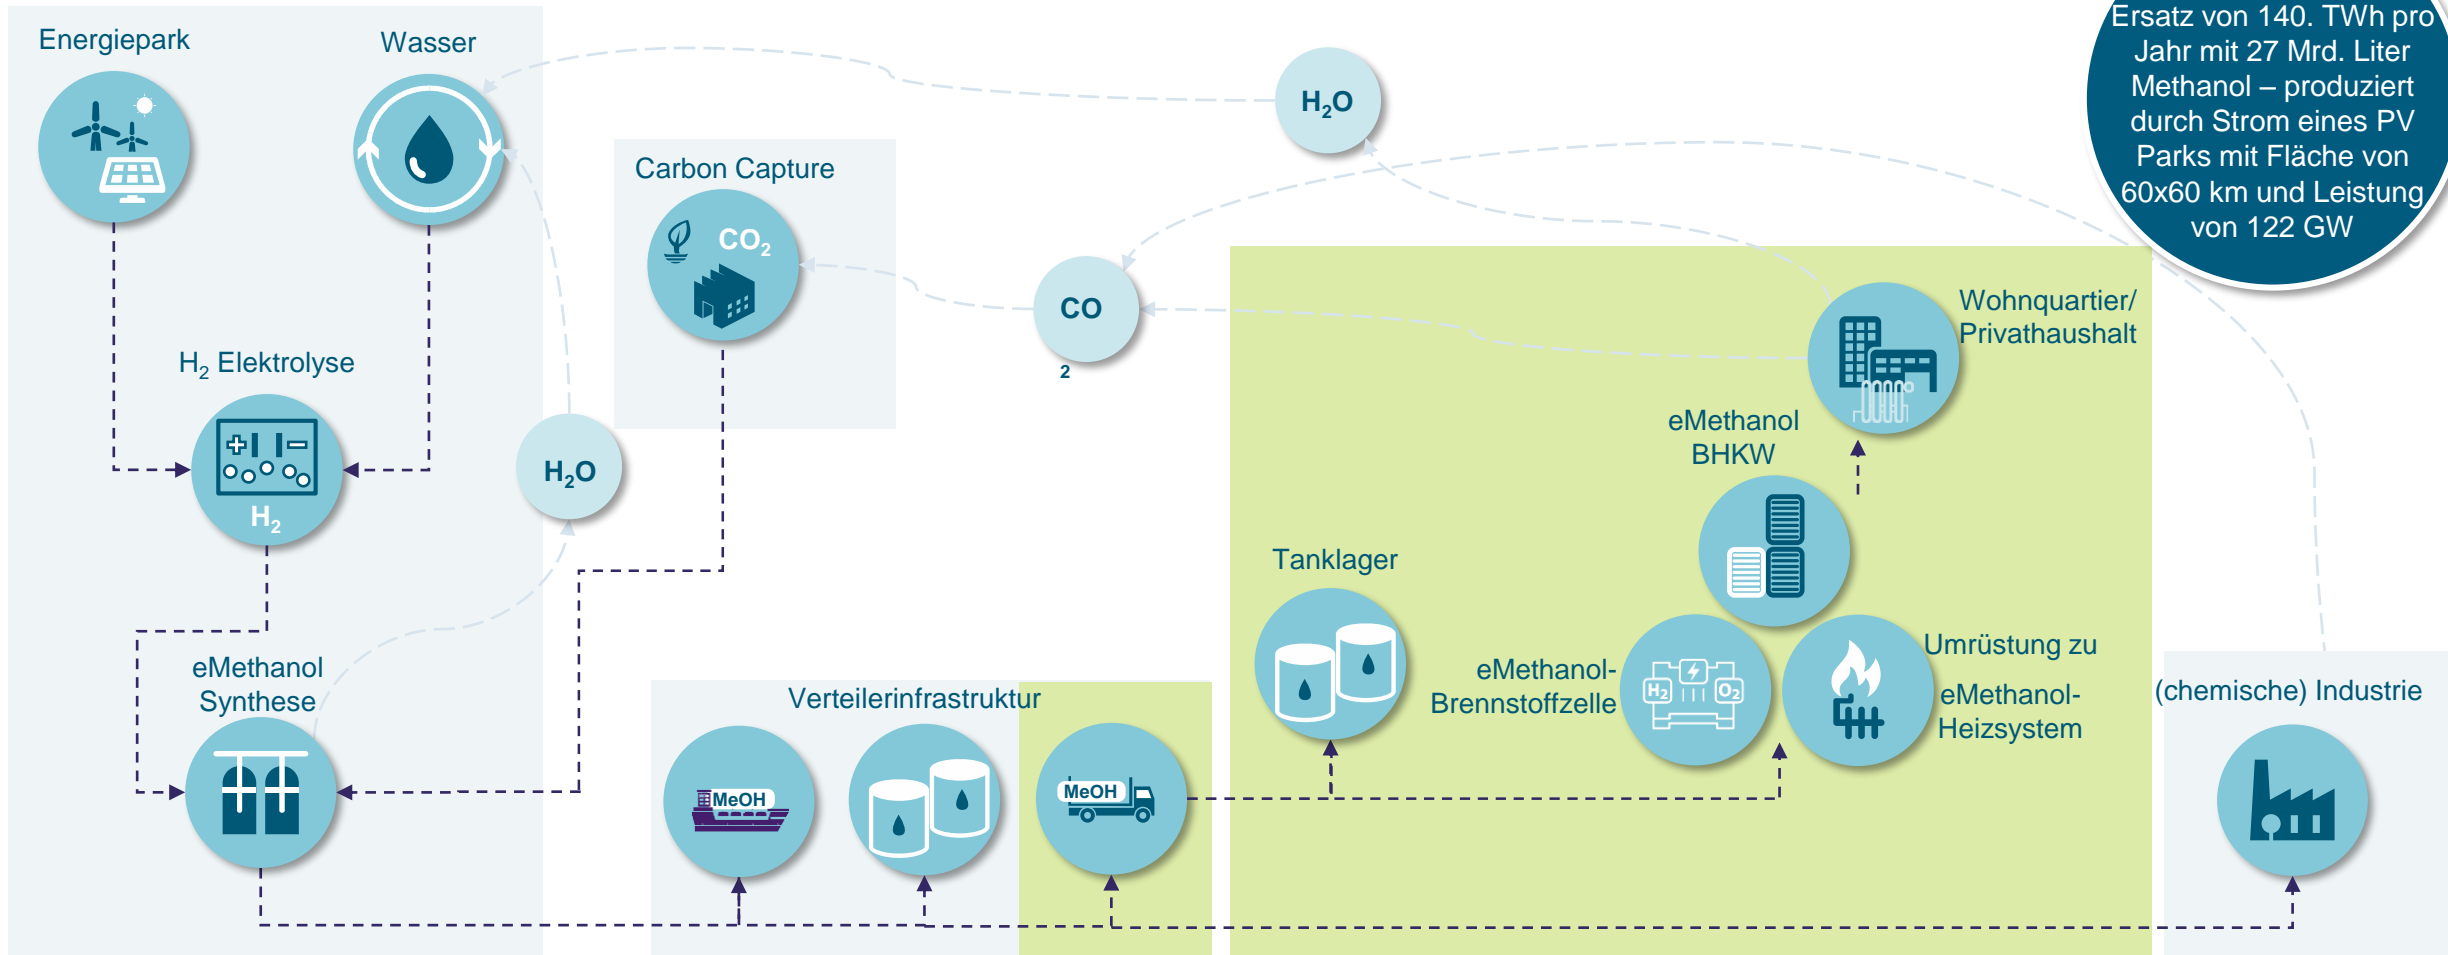 Energiepark
Wasser
Ersatz von 140. TWh pro
Jahr mit 27 Mrd. Liter
Methanol – produziert
durch Strom eines PV
Parks mit Fläche von
60x60 km und Leistung
von 122 GW
H₂O
Carbon Capture
CO₂
CO
2
Wohnquartier/
Privathaushalt
H₂ Elektrolyse
H₂
H₂O
eMethanol
BHKW
Tanklager
eMethanol
Synthese
Verteilerinfrastruktur
MeOH
MeOH
eMethanol-
Brennstoffzelle
H₂
O₂
Umrüstung zu
eMethanol-
Heizsystem
(chemische) Industrie